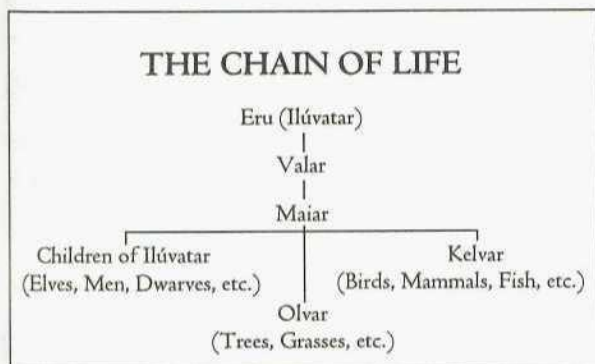 THE CHAIN OF LIFE
Eru (Ilúvatar)
Valar
Maiar
Children of Ilúvatar
(Elves, Men, Dwarves, etc.)
Kelvar
(Birds, Mammals, Fish, etc.)
Olvar
(Trees, Grasses, etc.)